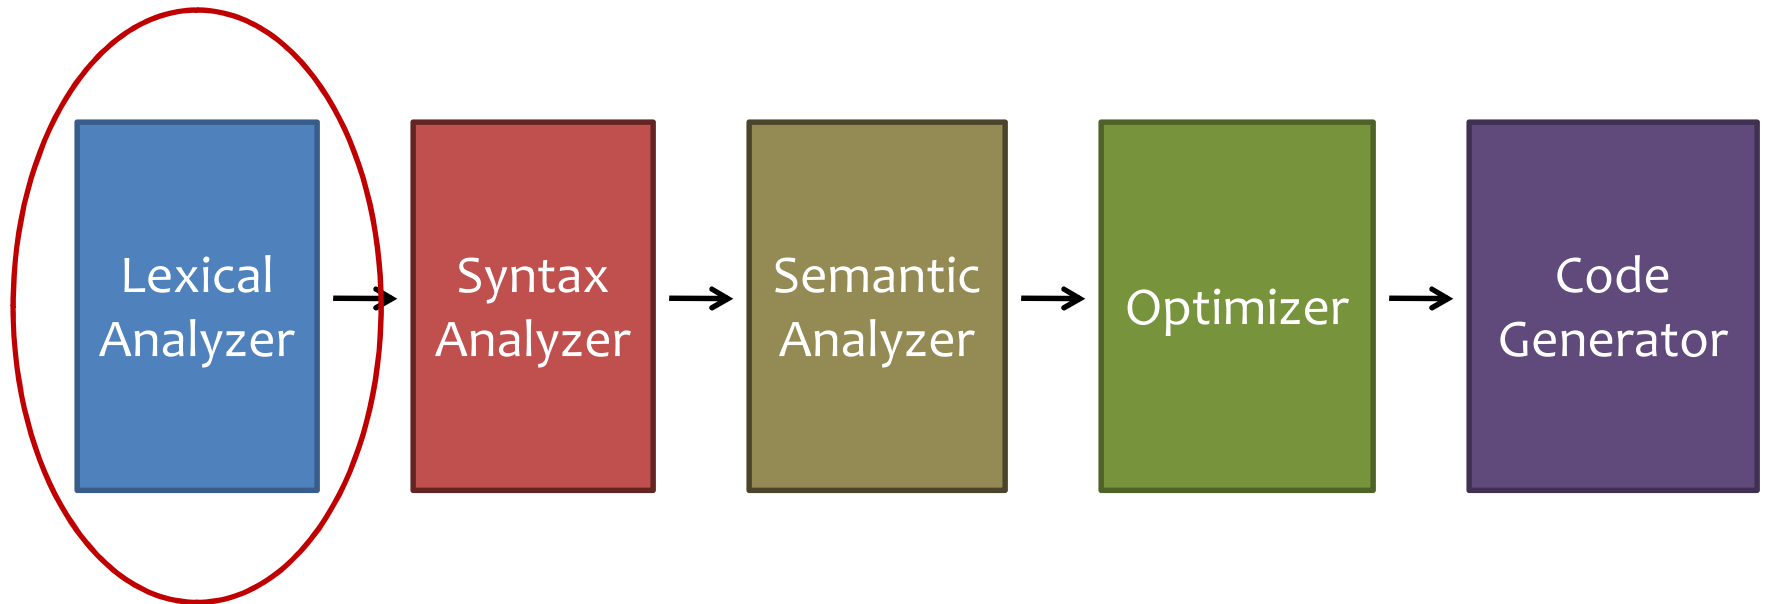 Lexical
Analyzer
Syntax
Analyzer
Semantic
Analyzer
Optimizer
Code
Generator